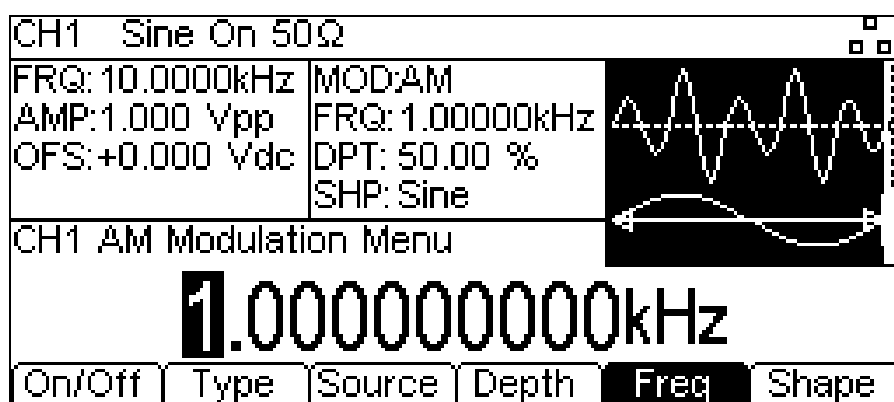 CH1 Sine On 50Ω
FRQ: 10.0000kHz
AMP:1.000 Vpp
OFS:+0.000 Vdc
MOD:AM
FRQ: 1.00000kHz
DPT: 50.00 %
SHP: Sine
CH1 AM Modulation Menu
1.000000000kHz
On/Off Type Source Depth Freq Shape